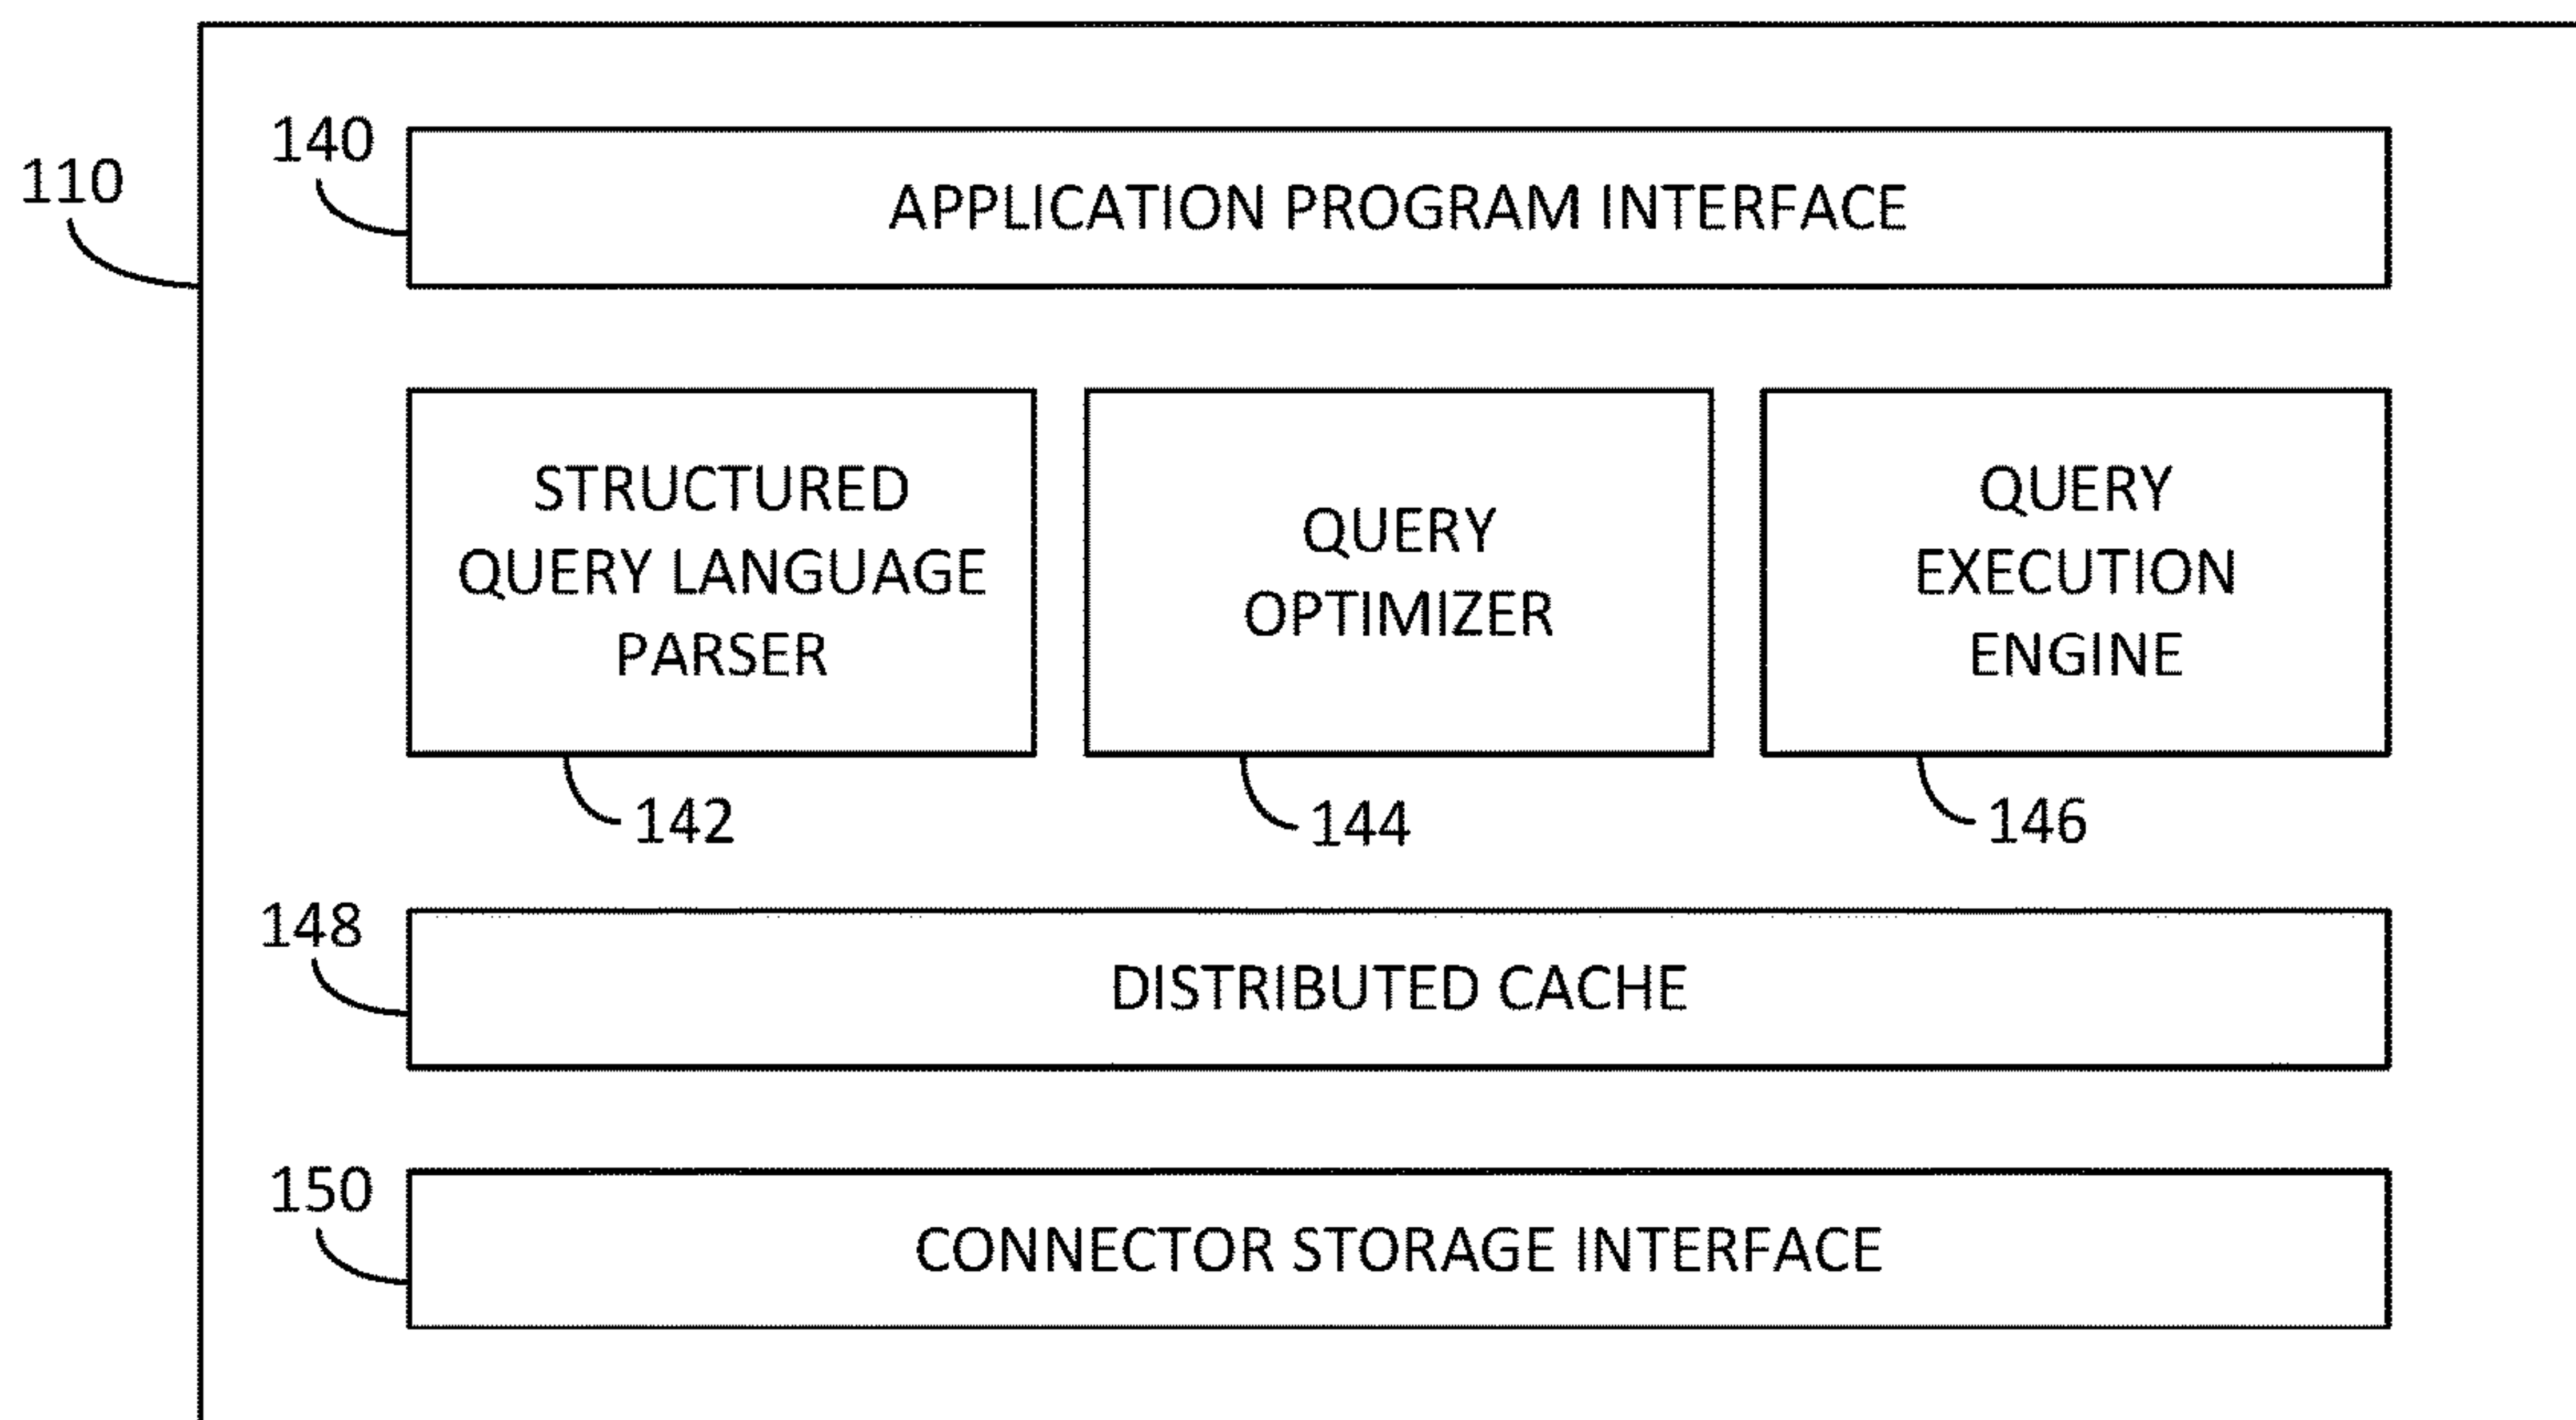 110
140
APPLICATION PROGRAM INTERFACE
STRUCTURED
QUERY LANGUAGE
PARSER
142
QUERY
OPTIMIZER
144
QUERY
EXECUTION
ENGINE
146
148
DISTRIBUTED CACHE
150
CONNECTOR STORAGE INTERFACE